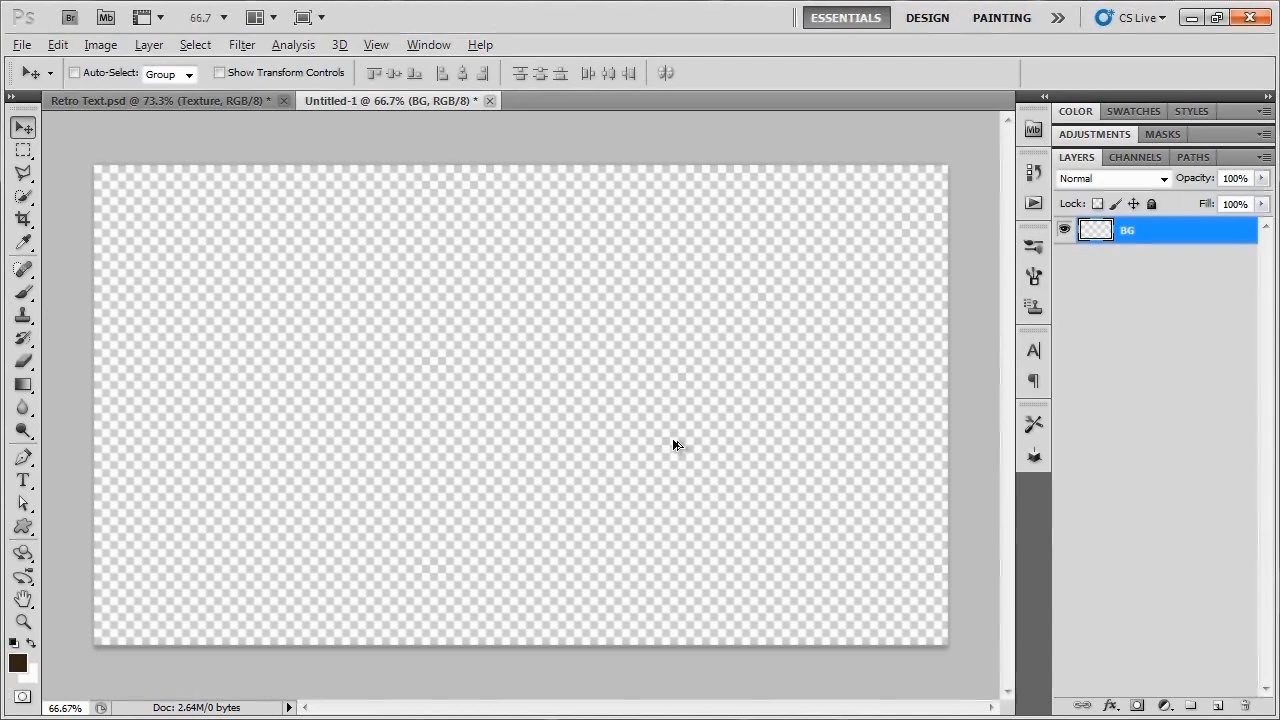 Ps Br Mb 66.7 ESSENTIALS DESIGN PAINTING CS Live
File Edit Image Layer Select Filter Analysis 3D View Window Help
Auto-Select: Group Show Transform Controls
Retro Text.psd @ 73.3% (Texture, RGB/8) * Untitled-1 @ 66.7% (BG, RGB/8) *
COLOR SWATCHES STYLES
Mb
ADJUSTMENTS MASKS
LAYERS CHANNELS PATHS
Normal Opacity: 100%
Lock: Fill: 100%
BG
66.67% Doc: 2.64M/0 bytes